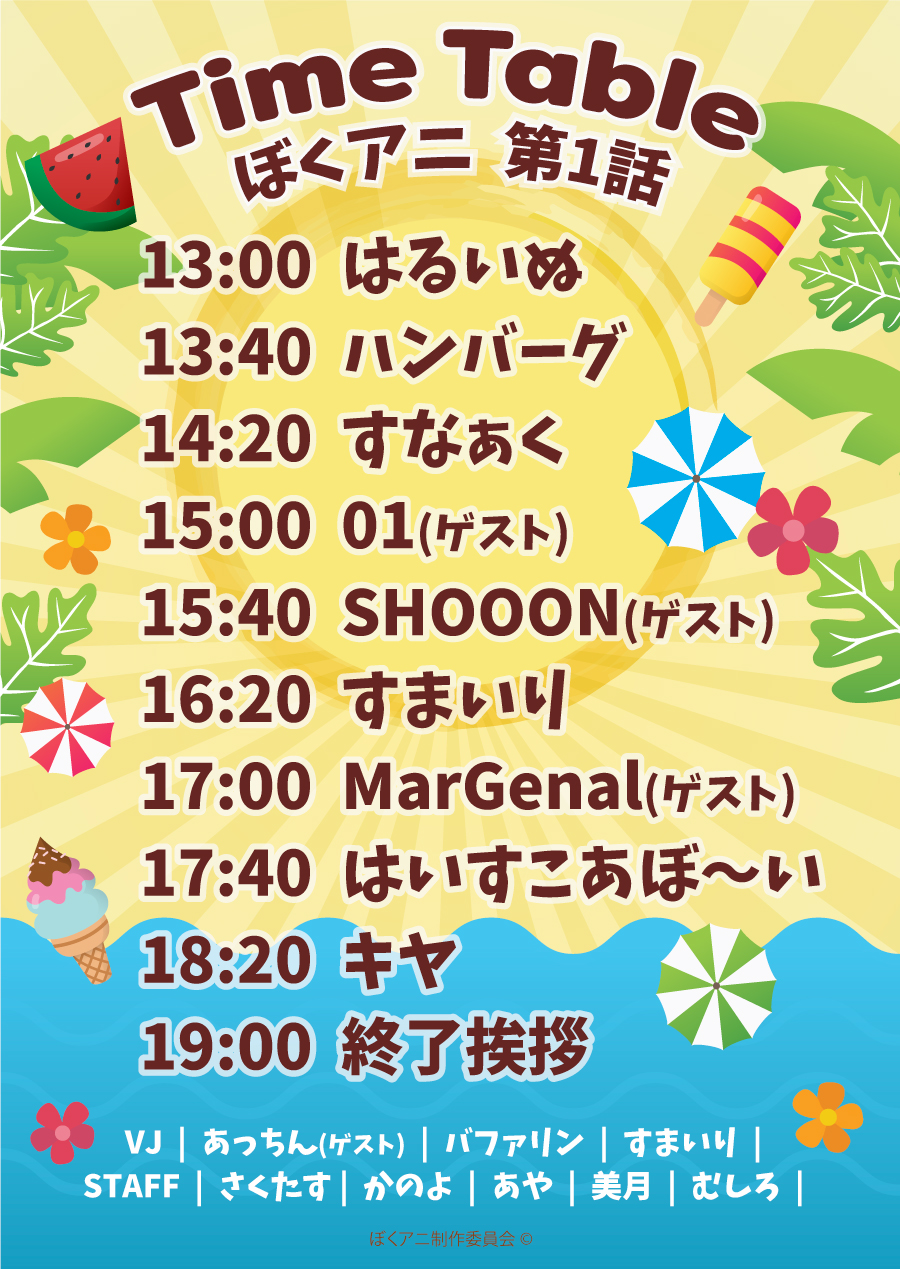 Time Table
ぼくアニ 第1話
13:00 はるいぬ
13:40 ハンバーグ
14:20 すなぁく
15:00 01(ゲスト)
15:40 SHOOON(ゲスト)
16:20 すまいり
17:00 MarGenal(ゲスト)
17:40 はいすこあぼ〜い
18:20 キヤ
19:00 終了挨拶
VJ | あっちん(ゲスト) | バファリン | すまいり |
STAFF | さくたす | かのよ | あや | 美月 | むしろ |
ぼくアニ制作委員会 ©